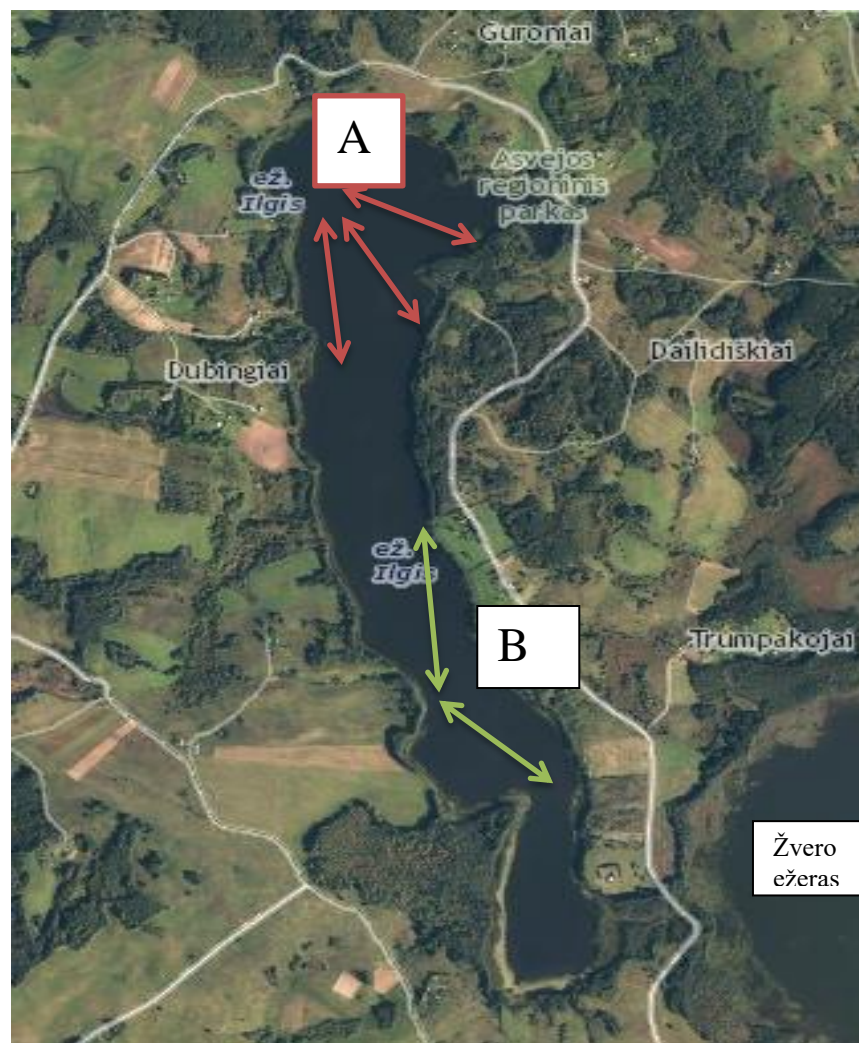 Guroniai
A
Asvejos
regioninis
parkas
ež.
Ilgis
Dailidiškiai
Dubingiai
ež.
Ilgis
B
Trumpakojai
Žvero
ežeras